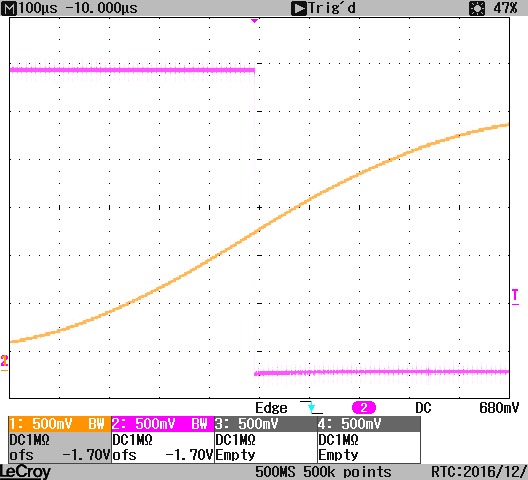 M 100µs -10.000µs Trig'd 47%
T
2
Edge 2 DC 680mV
1: 500mV BW 2: 500mV BW 3: 500mV 4: 500mV
DC1MΩ DC1MΩ DC1MΩ DC1MΩ
ofs -1.70V ofs -1.70V Empty Empty
LeCroy 500MS 500k points RTC:2016/12/